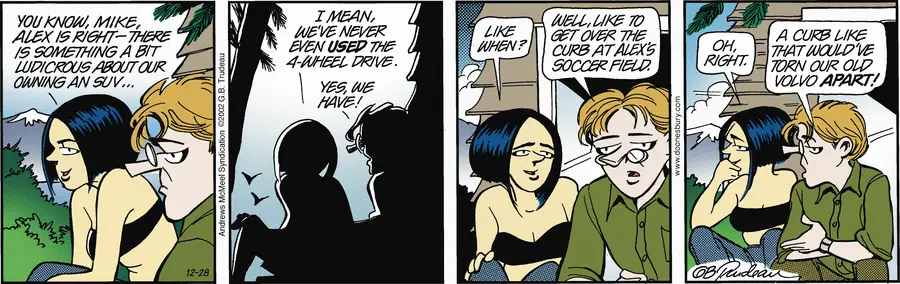 YOU KNOW, MIKE,
ALEX IS RIGHT—THERE
IS SOMETHING A BIT
LUDICROUS ABOUT OUR
OWNING AN SUV...
12-28
Andrews McMeel Syndication ©2002 G.B. Trudeau
I MEAN,
WE'VE NEVER
EVEN USED THE
4-WHEEL DRIVE.
YES, WE
HAVE!
LIKE
WHEN?
WELL, LIKE TO
GET OVER THE
CURB AT ALEX'S
SOCCER FIELD.
www.doonesbury.com
OH,
RIGHT.
A CURB LIKE
THAT WOULD'VE
TORN OUR OLD
VOLVO APART!
GBTrudeau